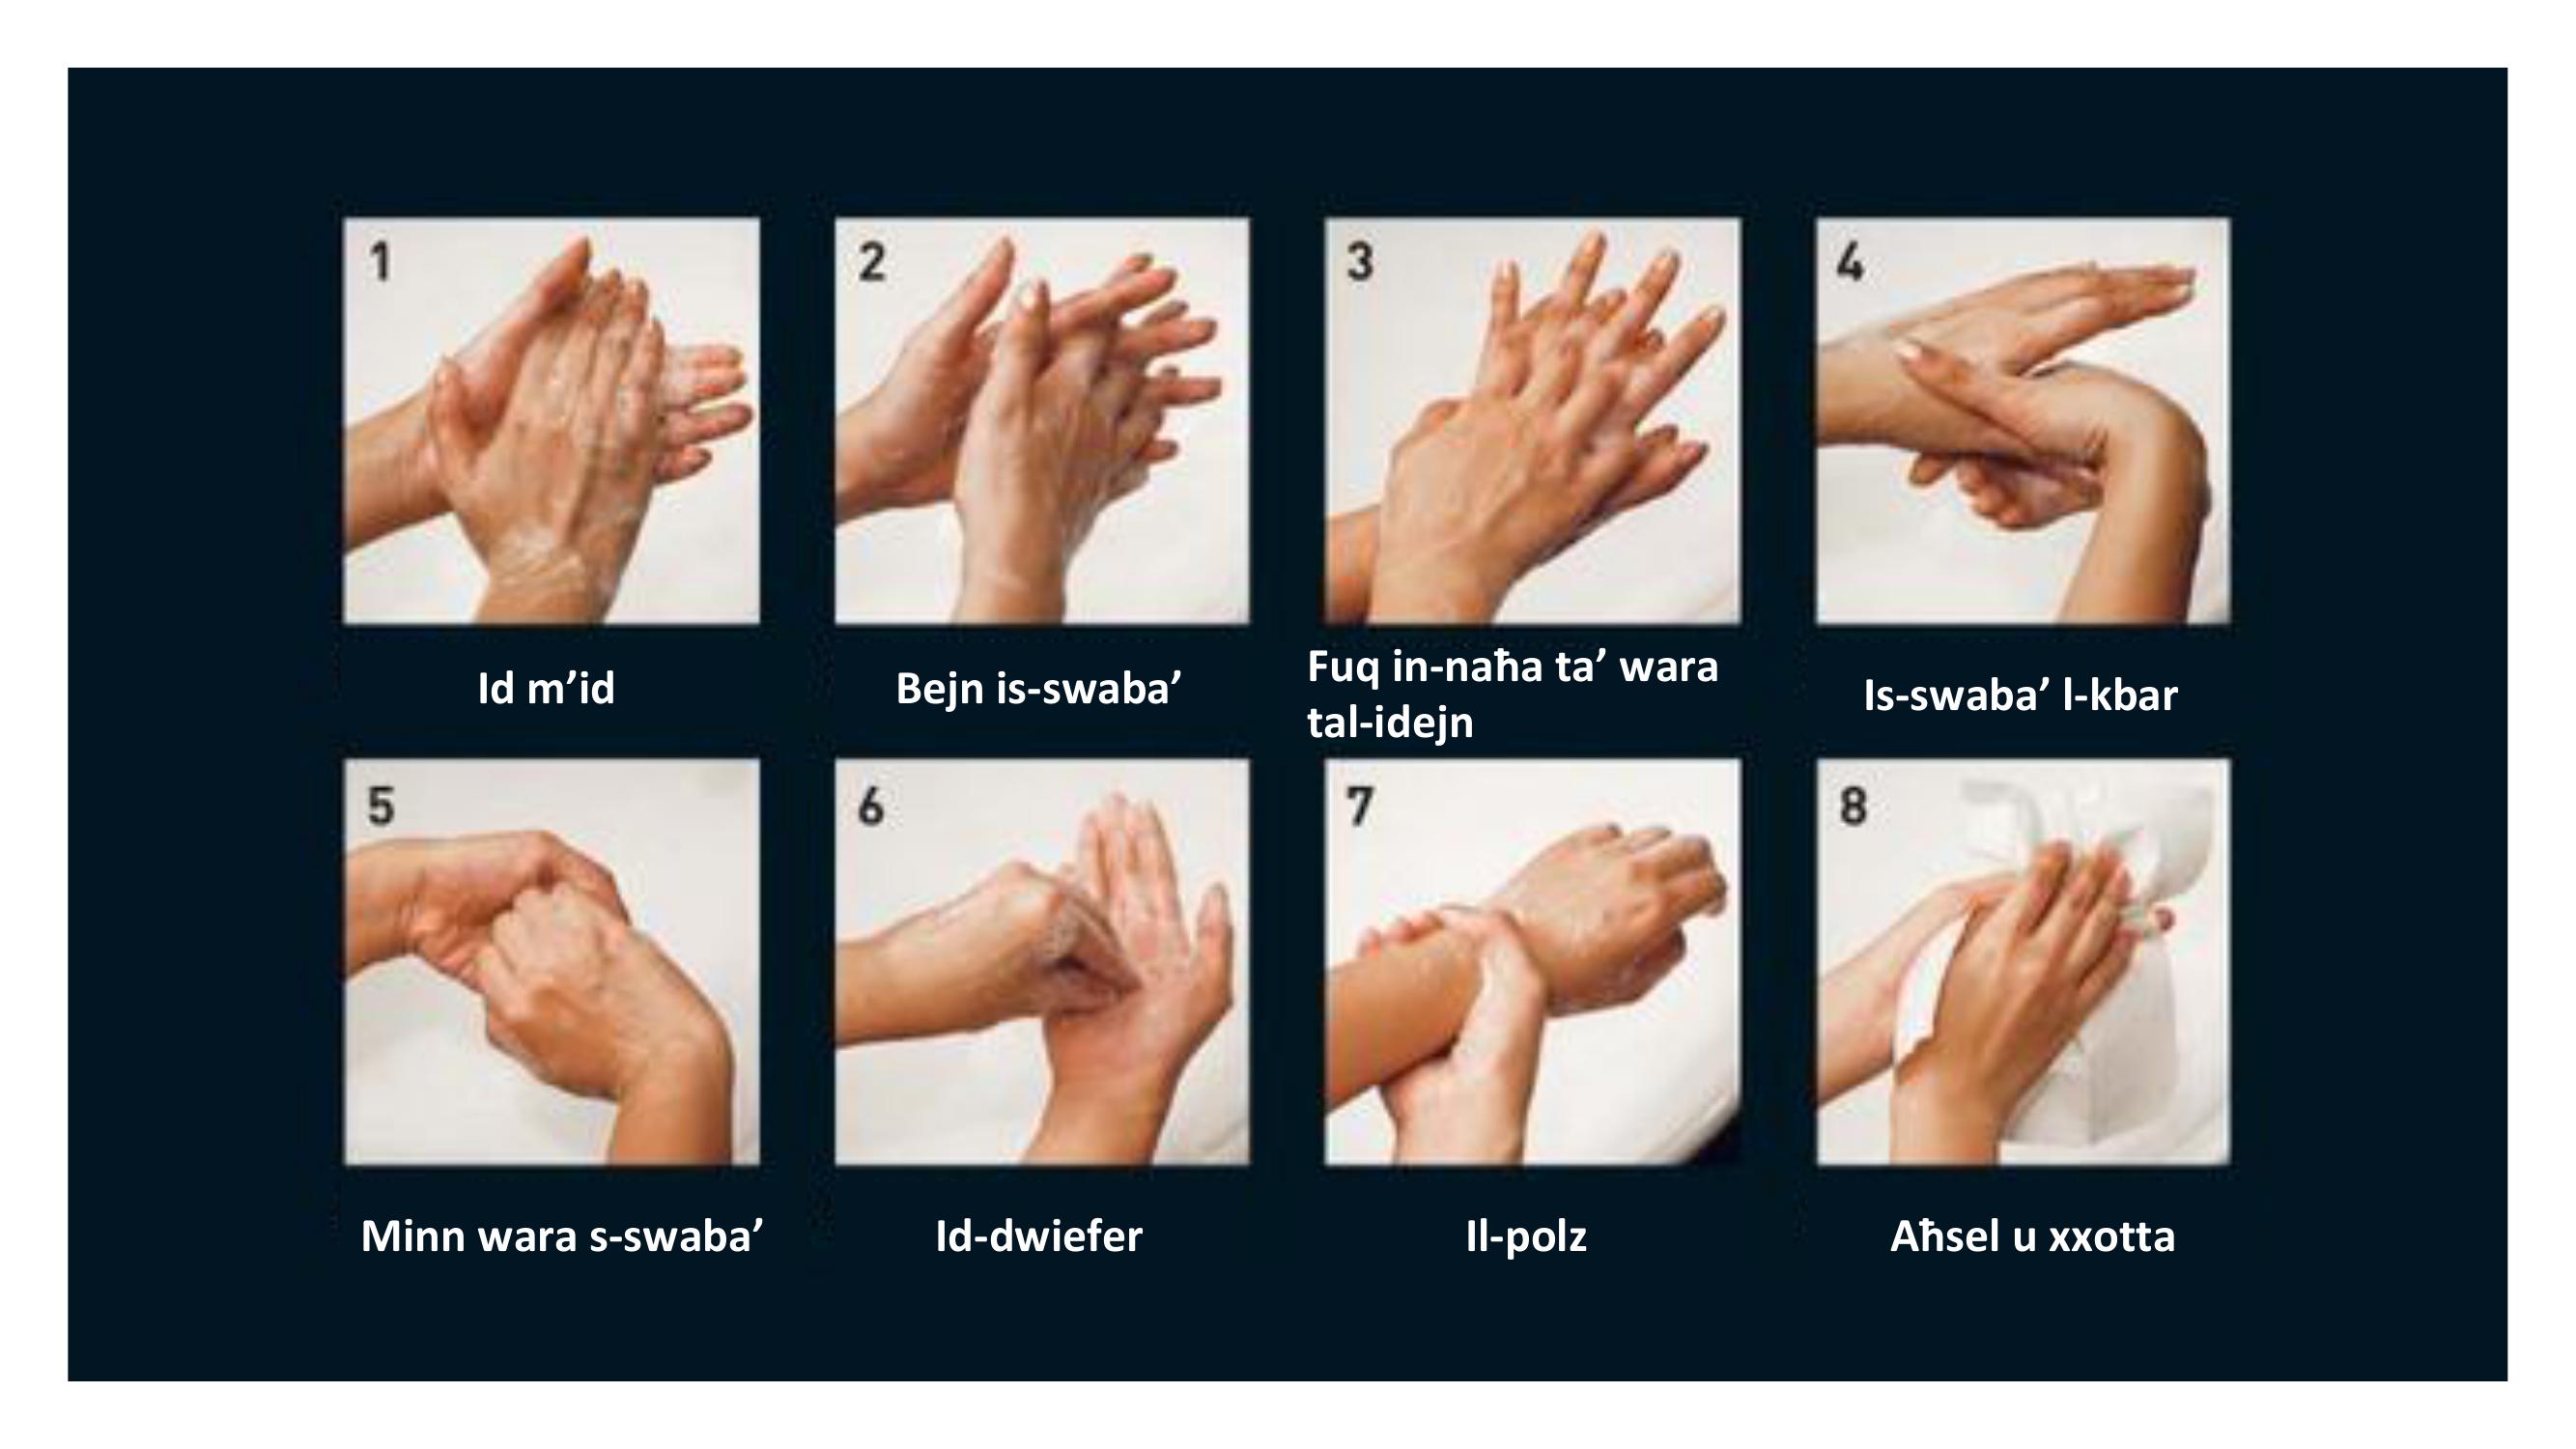 1
2
3
4
Id m’id
Bejn is-swaba’
Fuq in-naħa ta’ wara
tal-idejn
Is-swaba’ l-kbar
5
6
7
8
Minn wara s-swaba’
Id-dwiefer
Il-polz
Aħsel u xxotta